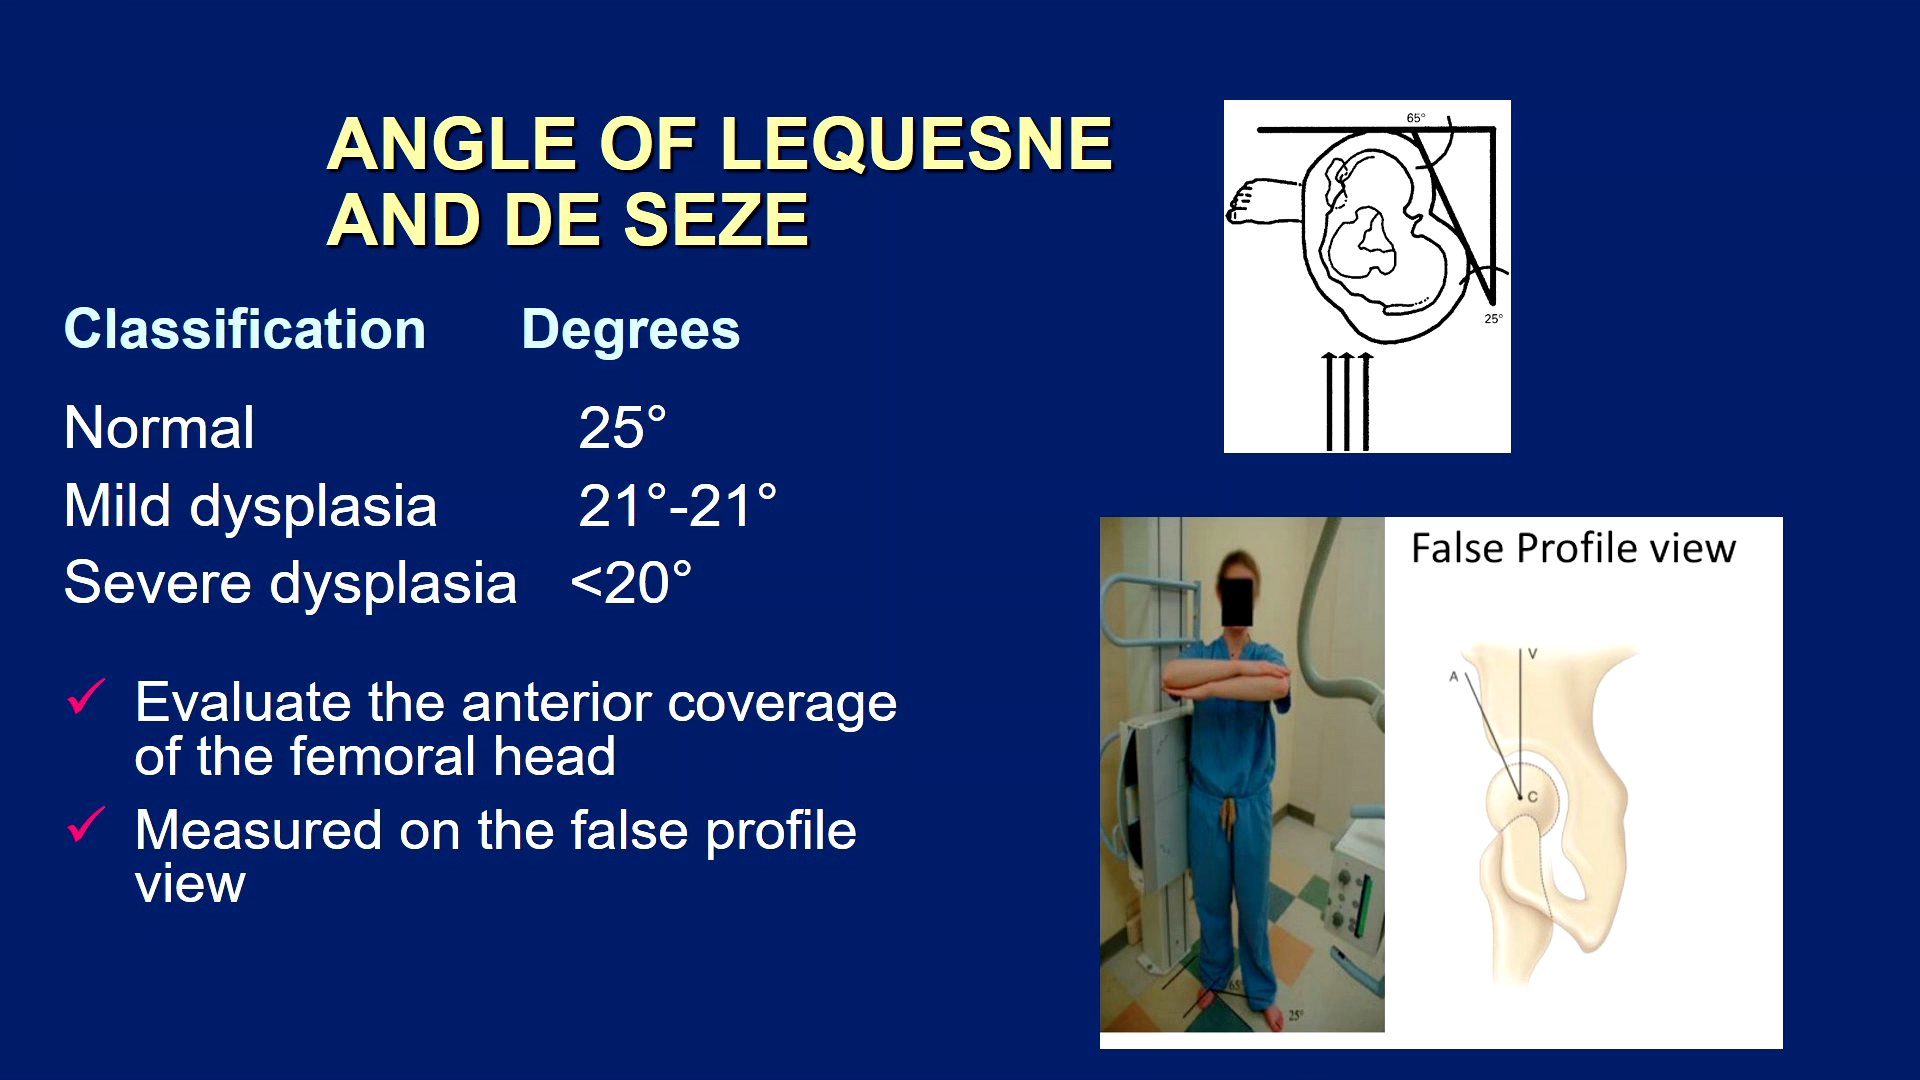 ANGLE OF LEQUESNE
AND DE SEZE
Classification Degrees
Normal 25°
Mild dysplasia 21°-21°
Severe dysplasia <20°
Evaluate the anterior coverage
of the femoral head
Measured on the false profile
view
65°
25°
False Profile view
V
A
C
65°
25°